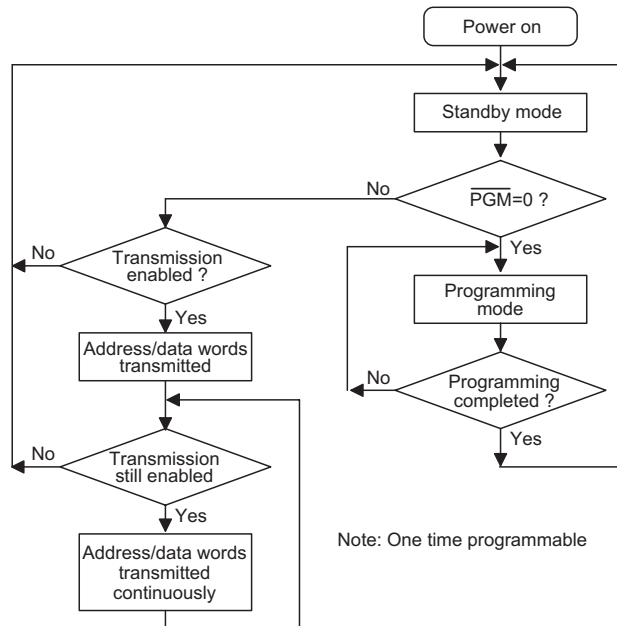 Power on
Standby mode
PGM=0 ?
No
Yes
Transmission
enabled ?
No
Yes
Programming
mode
Address/data words
transmitted
Programming
completed ?
No
Yes
Transmission
still enabled
No
Yes
Address/data words
transmitted
continuously
Note: One time programmable